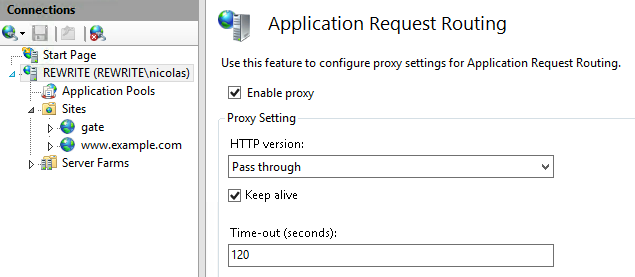 Connections
Start Page
REWRITE (REWRITE\nicolas)
Application Pools
Sites
gate
www.example.com
Server Farms
Application Request Routing
Use this feature to configure proxy settings for Application Request Routing.
Enable proxy
Proxy Setting
HTTP version:
Pass through
Keep alive
Time-out (seconds):
120